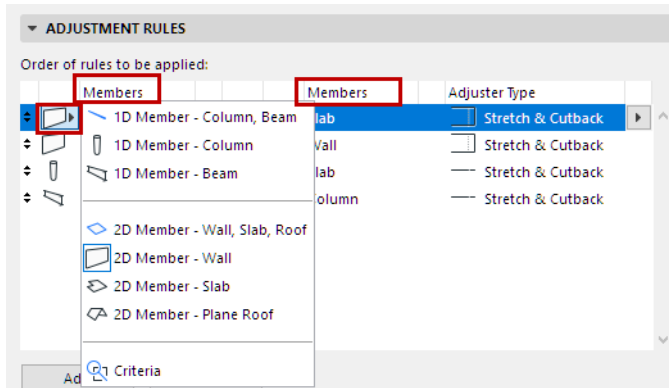 ADJUSTMENT RULES
Order of rules to be applied:
Members Members Adjuster Type
1D Member - Column, Beam lab Stretch & Cutback
1D Member - Column Wall Stretch & Cutback
1D Member - Beam lab Stretch & Cutback
olumn Stretch & Cutback
2D Member - Wall, Slab, Roof
2D Member - Wall
2D Member - Slab
2D Member - Plane Roof
Criteria
Ad